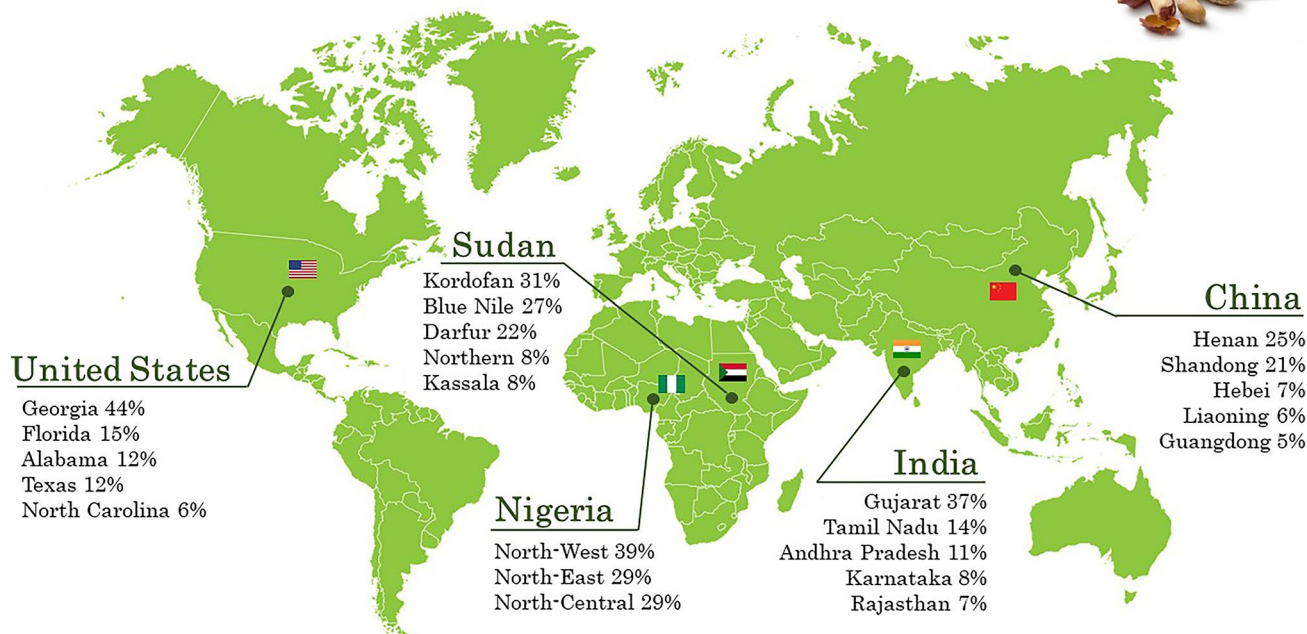 United States
Georgia 44%
Florida 15%
Alabama 12%
Texas 12%
North Carolina 6%
Sudan
Kordofan 31%
Blue Nile 27%
Darfur 22%
Northern 8%
Kassala 8%
Nigeria
North-West 39%
North-East 29%
North-Central 29%
India
Gujarat 37%
Tamil Nadu 14%
Andhra Pradesh 11%
Karnataka 8%
Rajasthan 7%
China
Henan 25%
Shandong 21%
Hebei 7%
Liaoning 6%
Guangdong 5%